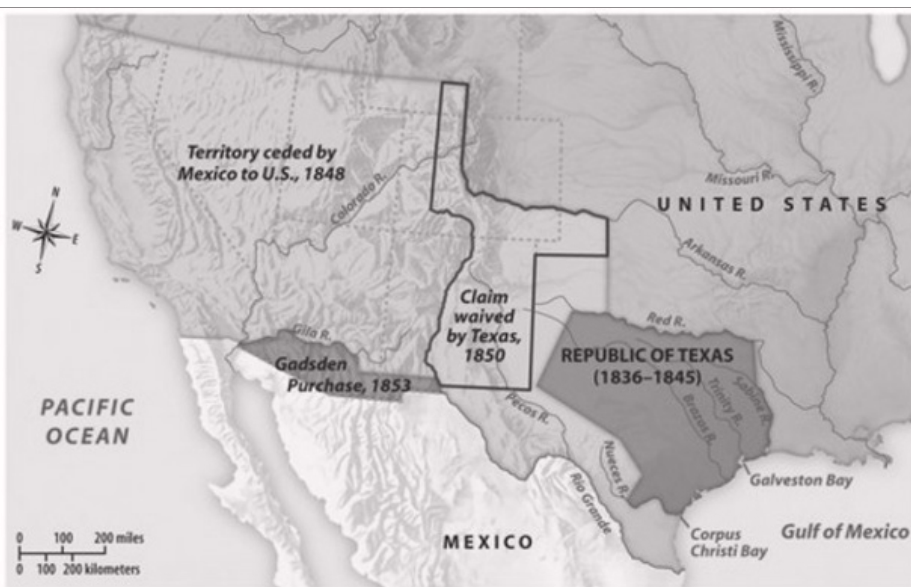 Mississippi R.
Territory ceded by
Mexico to U.S., 1848
Colorado R.
Missouri R.
UNITED STATES
N
W
E
S
Arkansas R.
Claim
waived
by Texas,
1850
Red R.
Gila R.
Gadsden
Purchase, 1853
REPUBLIC OF TEXAS
(1836–1845)
Sabine R.
Trinity R.
Brazos R.
Pecos R.
PACIFIC
OCEAN
Nueces R.
Rio Grande
Galveston Bay
Corpus
Christi Bay
Gulf of Mexico
MEXICO
0 100 200 miles
0 100 200 kilometers